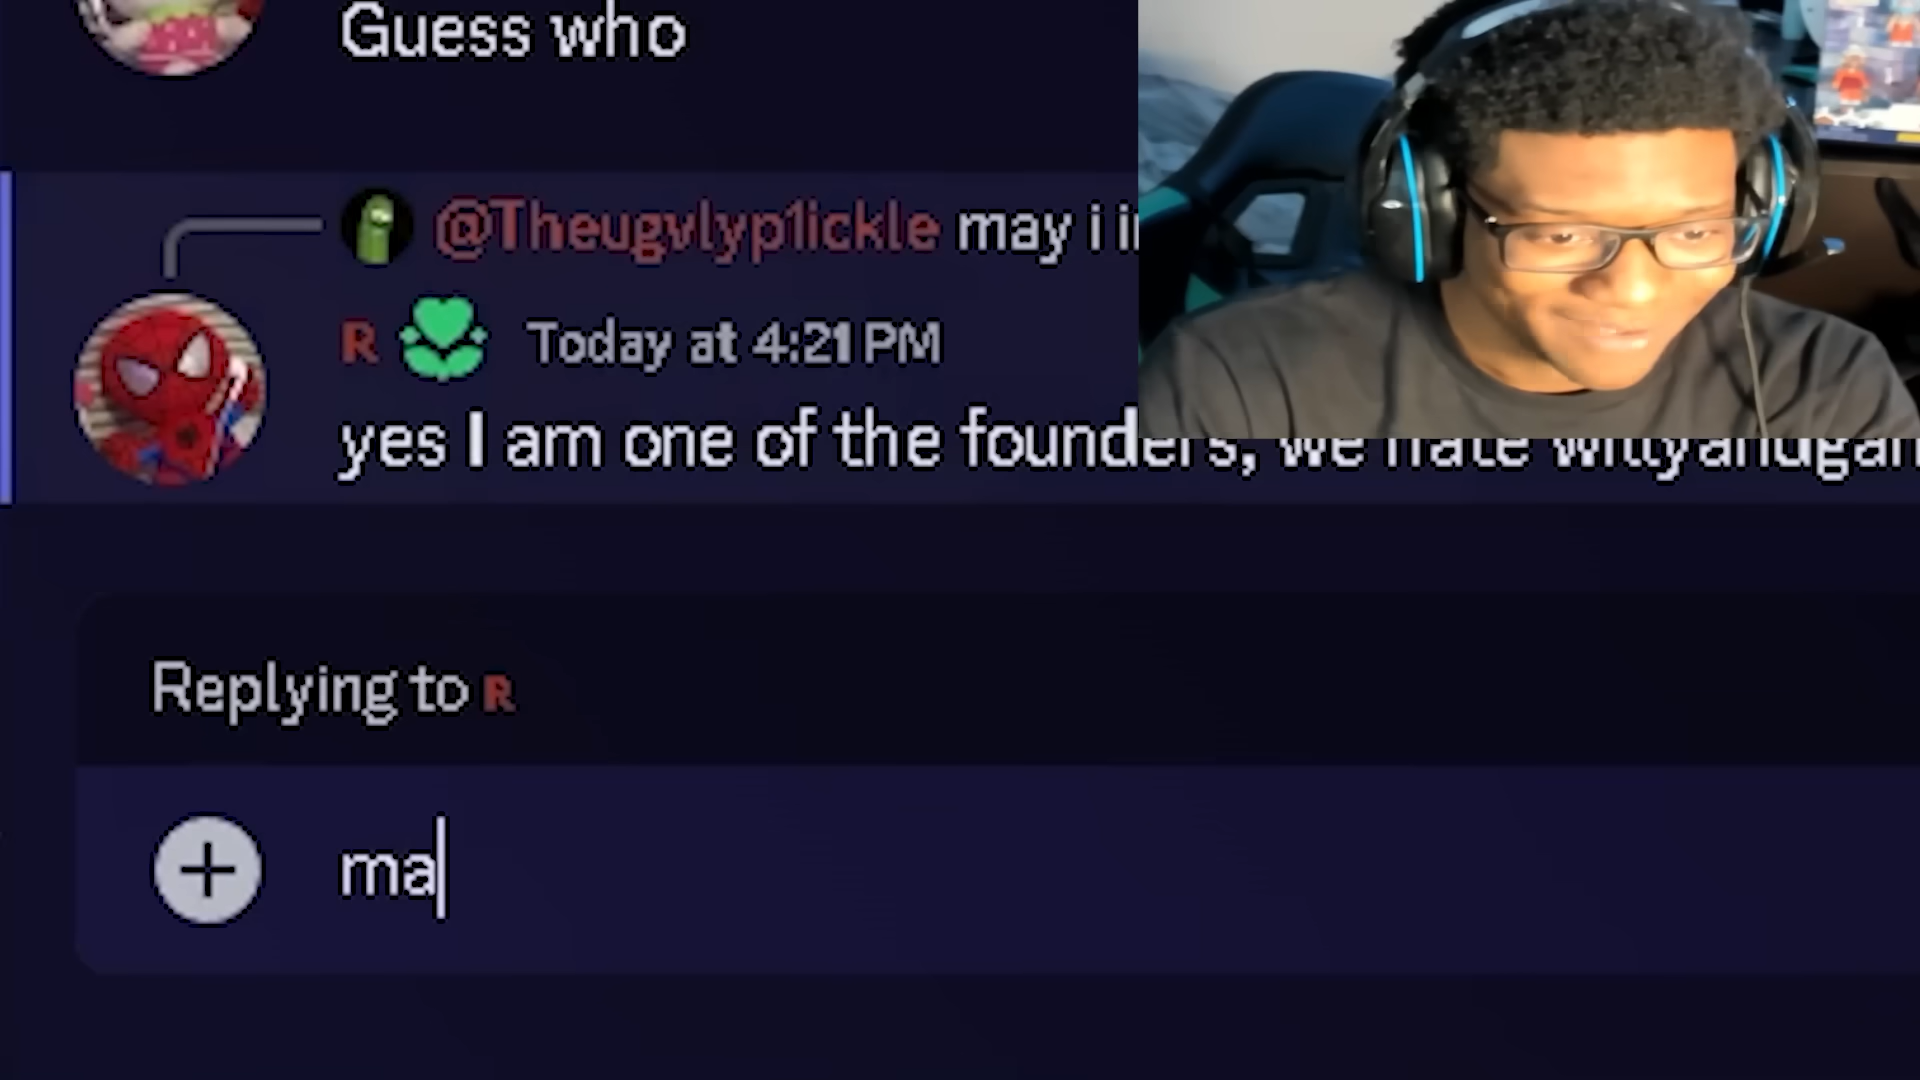 Guess who
@Theugvlyp1ickle may i
R Today at 4:21 PM
yes I am one of the founders, we hate
Replying to R
ma